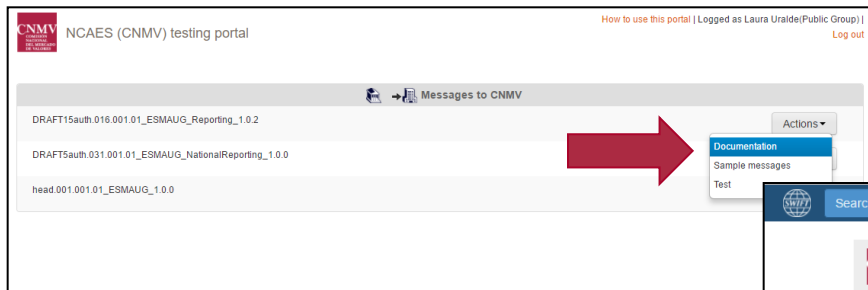 CNMV
COMISIÓN
NACIONAL
DEL MERCADO
DE VALORES
NCAES (CNMV) testing portal
How to use this portal | Logged as Laura Uralde(Public Group) |
Log out
Messages to CNMV
DRAFT15auth.016.001.01_ESMAUG_Reporting_1.0.2
Actions
Documentation
DRAFT5auth.031.001.01_ESMAUG_NationalReporting_1.0.0
Sample messages
Test
head.001.001.01_ESMAUG_1.0.0
SWIFT